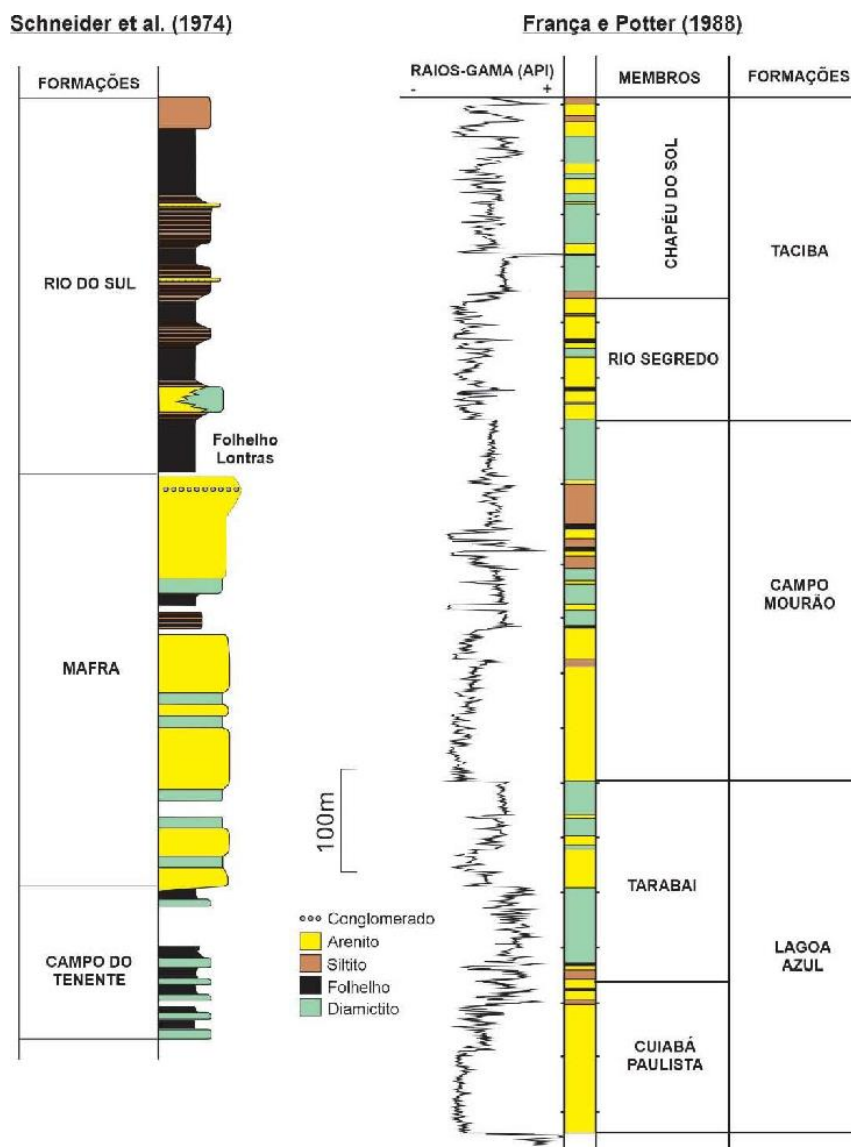 Schneider et al. (1974)
FORMAÇÕES
RIO DO SUL
Folhelho
Lontras
MAFRA
CAMPO DO
TENENTE
100m
Conglomerado
Arenito
Siltito
Folhelho
Diamictito
França e Potter (1988)
RAIOS-GAMA (API)
- +
MEMBROS
FORMAÇÕES
CHAPÉU DO SOL
TACIBA
RIO SEGREDO
CAMPO
MOURÃO
TARABAI
LAGOA
AZUL
CUIABÁ
PAULISTA